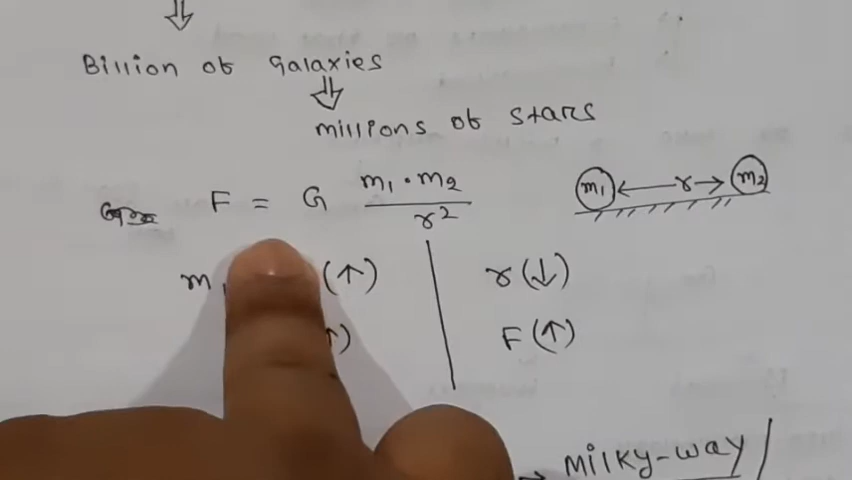 ⇓
Billion of Galaxies
⇓
millions of stars
F = G m₁·m₂ / r²
m₁ ← r → m₂
m (↑) | r(↓)
↑) | F(↑)
→ Milky-way/